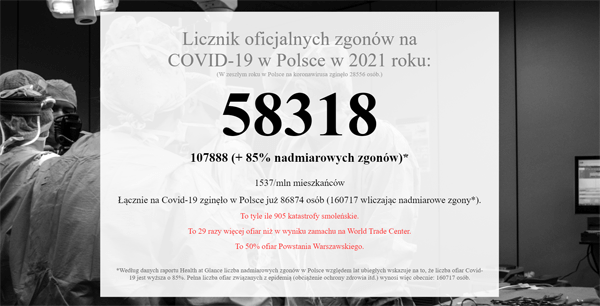 Licznik oficjalnych zgonów na
COVID-19 w Polsce w 2021 roku:
(W zeszłym roku w Polsce na koronawirusa zginęło 28556 osób.)
58318
107888 (+ 85% nadmiarowych zgonów)*
1537/mln mieszkańców
Łącznie na Covid-19 zginęło w Polsce już 86874 osób (160717 wliczając nadmiarowe zgony*).
To tyle ile 905 katastrofy smoleńskie.
To 29 razy więcej ofiar niż w wyniku zamachu na World Trade Center.
To 50% ofiar Powstania Warszawskiego.
*Według danych raportu Health at Glance liczba nadmiarowych zgonów w Polsce względem lat ubiegłych wskazuje na to, że liczba ofiar Covid-
19 jest wyższa o 85%. Pełna liczba ofiar związanych z epidemią (obciążenie ochrony zdrowia itd.) wynosi więc obecnie: 160717 osób.